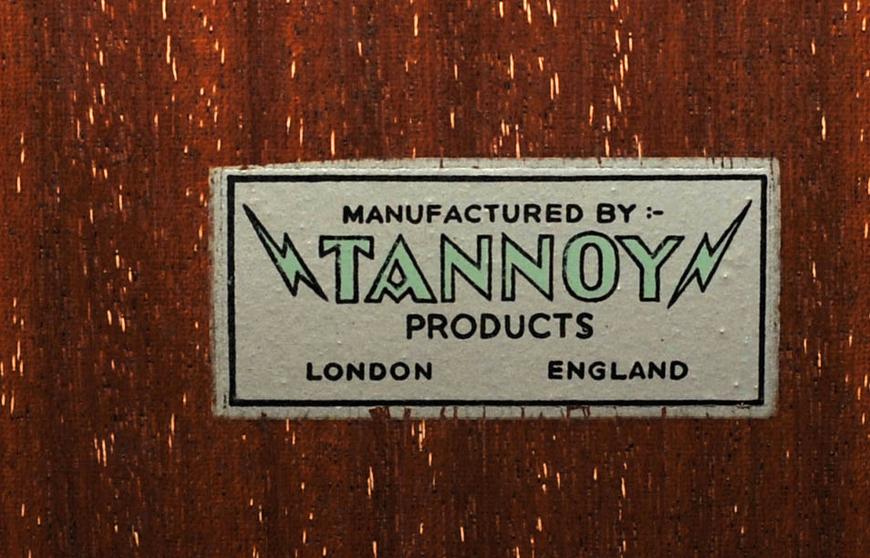 MANUFACTURED BY :-
TANNOY
PRODUCTS
LONDON ENGLAND